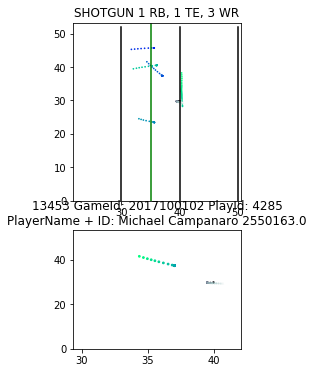 SHOTGUN 1 RB, 1 TE, 3 WR
50
40
30
20
10
0
30 40 50
13453 GameId: 2017100102 PlayId: 4285
PlayerName + ID: Michael Campanaro 2550163.0
40
20
0
30 35 40